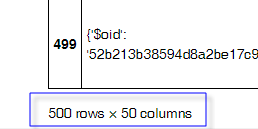 499
{'$oid':
'52b213b38594d8a2be17c9
500 rows × 50 columns